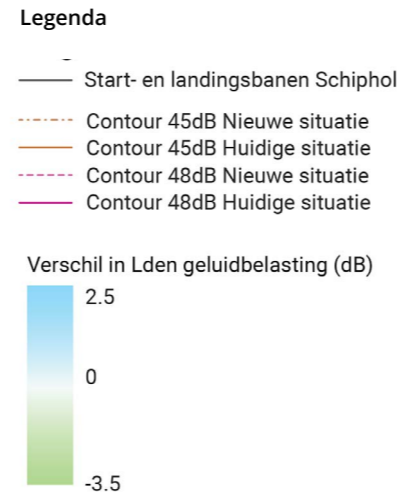 Legenda
Start- en landingsbanen Schiphol
Contour 45dB Nieuwe situatie
Contour 45dB Huidige situatie
Contour 48dB Nieuwe situatie
Contour 48dB Huidige situatie
Verschil in Lden geluidbelasting (dB)
2.5
0
-3.5